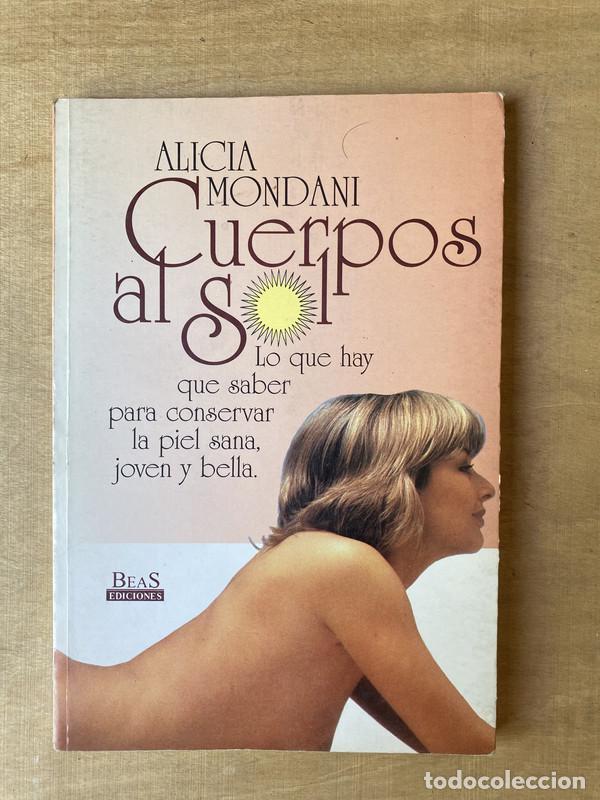 ALICIA
MONDANI
Cuerpos
al Sol
Lo que hay
que saber
para conservar
la piel sana,
joven y bella.
BEAS
EDICIONES
todocoleccion